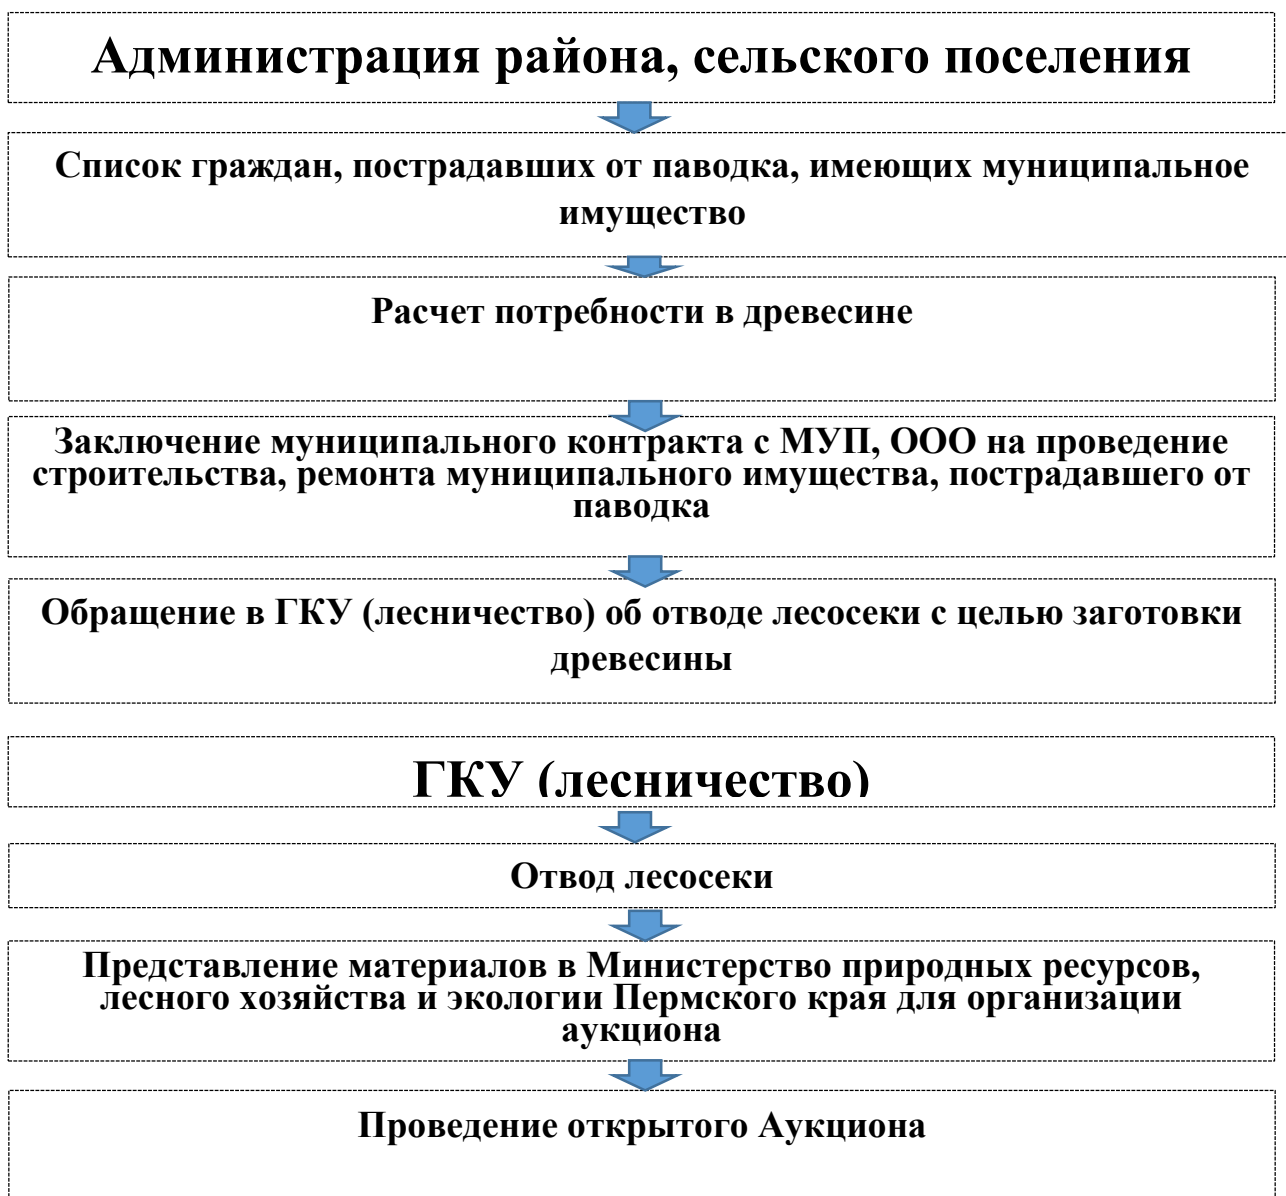 Администрация района, сельского поселения
Список граждан, пострадавших от паводка, имеющих муниципальное
имущество
Расчет потребности в древесине
Заключение муниципального контракта с МУП, ООО на проведение
строительства, ремонта муниципального имущества, пострадавшего от
паводка
Обращение в ГКУ (лесничество) об отводе лесосеки с целью заготовки
древесины
ГКУ (лесничество)
Отвод лесосеки
Представление материалов в Министерство природных ресурсов,
лесного хозяйства и экологии Пермского края для организации
аукциона
Проведение открытого Аукциона